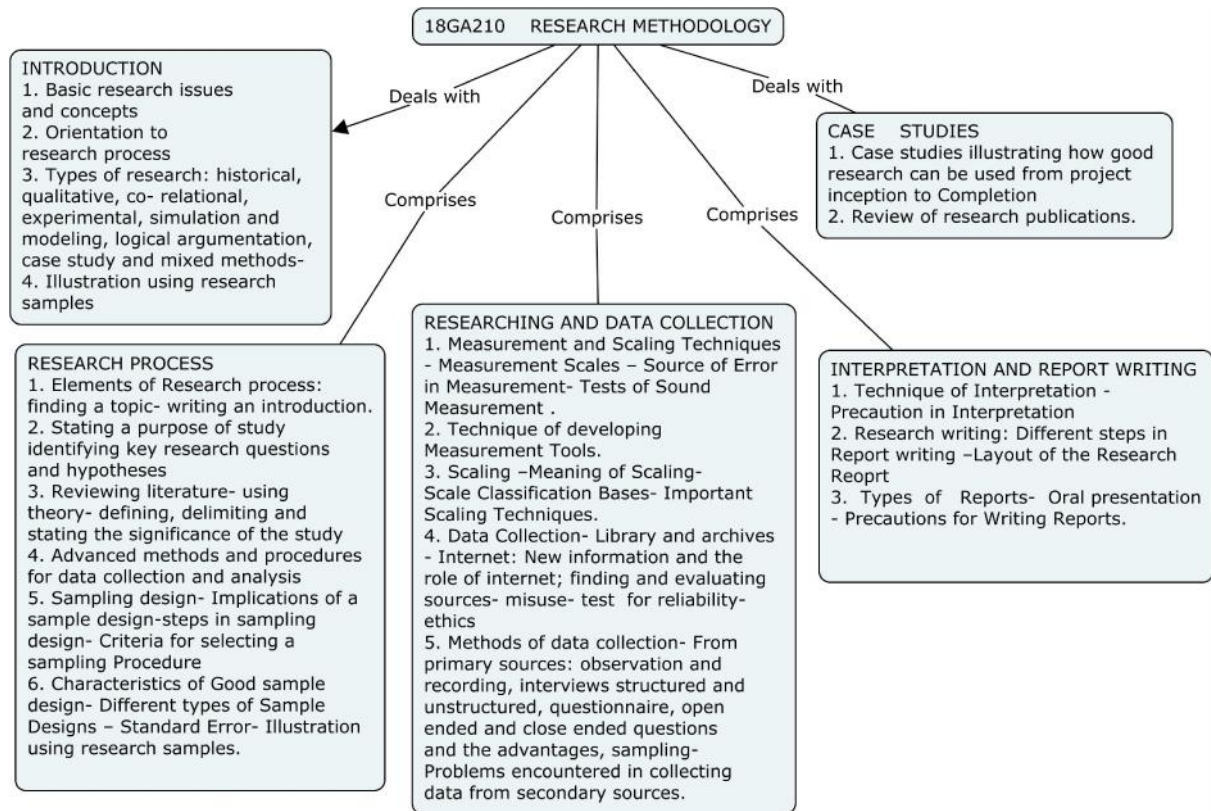 18GA210 RESEARCH METHODOLOGY
Deals with
Deals with
Comprises
Comprises
Comprises
INTRODUCTION
1. Basic research issues
and concepts
2. Orientation to
research process
3. Types of research: historical,
qualitative, co- relational,
experimental, simulation and
modeling, logical argumentation,
case study and mixed methods-
4. Illustration using research
samples
CASE STUDIES
1. Case studies illustrating how good
research can be used from project
inception to Completion
2. Review of research publications.
RESEARCH PROCESS
1. Elements of Research process:
finding a topic- writing an introduction.
2. Stating a purpose of study
identifying key research questions
and hypotheses
3. Reviewing literature- using
theory- defining, delimiting and
stating the significance of the study
4. Advanced methods and procedures
for data collection and analysis
5. Sampling design- Implications of a
sample design-steps in sampling
design- Criteria for selecting a
sampling Procedure
6. Characteristics of Good sample
design- Different types of Sample
Designs – Standard Error- Illustration
using research samples.
RESEARCHING AND DATA COLLECTION
1. Measurement and Scaling Techniques
- Measurement Scales – Source of Error
in Measurement- Tests of Sound
Measurement .
2. Technique of developing
Measurement Tools.
3. Scaling –Meaning of Scaling-
Scale Classification Bases- Important
Scaling Techniques.
4. Data Collection- Library and archives
- Internet: New information and the
role of internet; finding and evaluating
sources- misuse- test for reliability-
ethics
5. Methods of data collection- From
primary sources: observation and
recording, interviews structured and
unstructured, questionnaire, open
ended and close ended questions
and the advantages, sampling-
Problems encountered in collecting
data from secondary sources.
INTERPRETATION AND REPORT WRITING
1. Technique of Interpretation -
Precaution in Interpretation
2. Research writing: Different steps in
Report writing –Layout of the Research
Reoprt
3. Types of Reports- Oral presentation
- Precautions for Writing Reports.